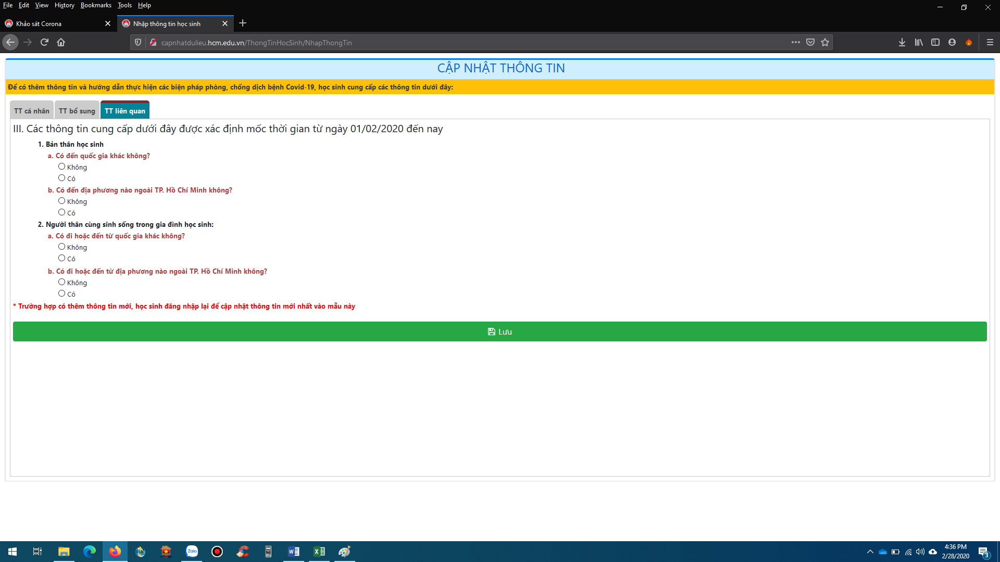 File Edit View History Bookmarks Tools Help
Khảo sát Corona
Nhập thông tin học sinh
capnhatdulieu.hcm.edu.vn/ThongTinHocSinh/NhapThongTin
CẬP NHẬT THÔNG TIN
Để có thêm thông tin và hướng dẫn thực hiện các biện pháp phòng, chống dịch bệnh Covid-19, học sinh cung cấp các thông tin dưới đây:
TT cá nhân TT bổ sung TT liên quan
III. Các thông tin cung cấp dưới đây được xác định mốc thời gian từ ngày 01/02/2020 đến nay
1. Bản thân học sinh
a. Có đến quốc gia khác không?
Không
Có
b. Có đến địa phương nào ngoài TP. Hồ Chí Minh không?
Không
Có
2. Người thân cùng sinh sống trong gia đình học sinh:
a. Có đi hoặc đến từ quốc gia khác không?
Không
Có
b. Có đi hoặc đến từ địa phương nào ngoài TP. Hồ Chí Minh không?
Không
Có
* Trường hợp có thêm thông tin mới, học sinh đăng nhập lại để cập nhật thông tin mới nhất vào mẫu này
Lưu
Zalo
4:36 PM
2/28/2020
3